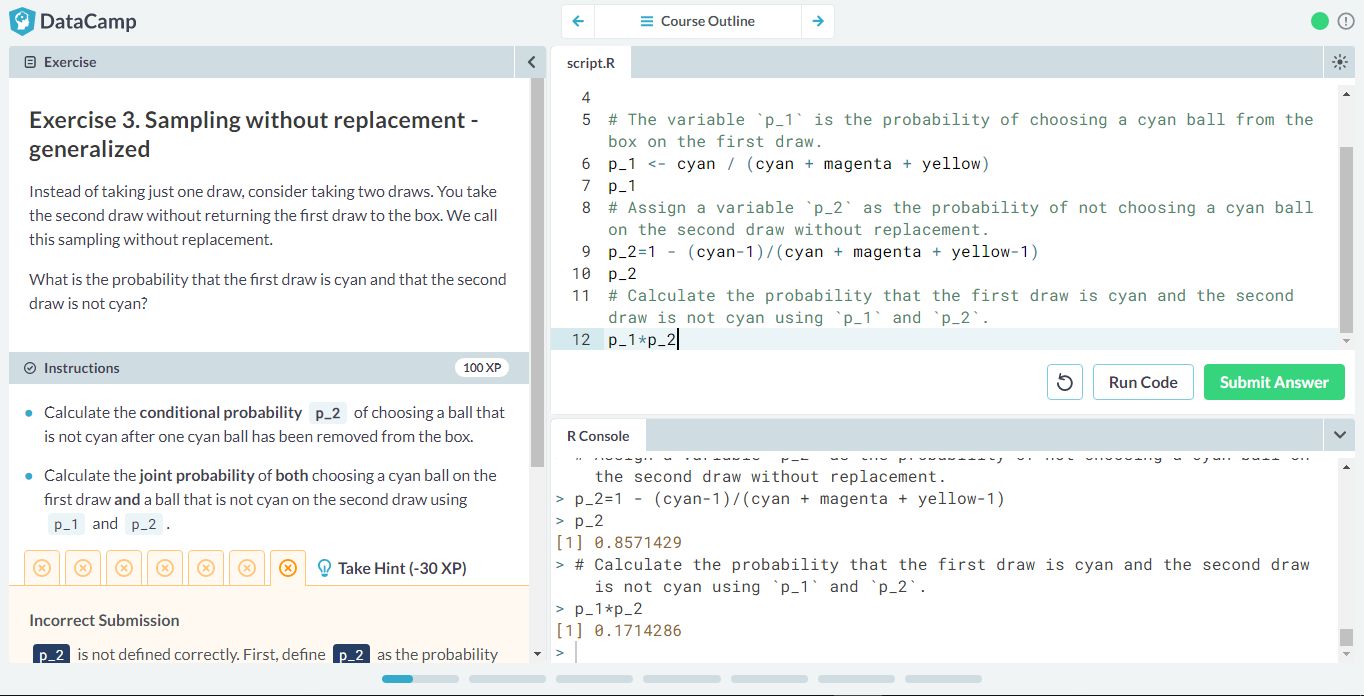 DataCamp
Course Outline
Exercise
Exercise 3. Sampling without replacement -
generalized
Instead of taking just one draw, consider taking two draws. You take
the second draw without returning the first draw to the box. We call
this sampling without replacement.
What is the probability that the first draw is cyan and that the second
draw is not cyan?
Instructions
100 XP
Calculate the conditional probability p_2 of choosing a ball that
is not cyan after one cyan ball has been removed from the box.
Calculate the joint probability of both choosing a cyan ball on the
first draw and a ball that is not cyan on the second draw using
p_1 and p_2 .
Take Hint (-30 XP)
Incorrect Submission
p_2 is not defined correctly. First, define p_2 as the probability
script.R
4
5 # The variable `p_1` is the probability of choosing a cyan ball from the
box on the first draw.
6 p_1 <- cyan / (cyan + magenta + yellow)
7 p_1
8 # Assign a variable `p_2` as the probability of not choosing a cyan ball
on the second draw without replacement.
9 p_2=1 - (cyan-1)/(cyan + magenta + yellow-1)
10 p_2
11 # Calculate the probability that the first draw is cyan and the second
draw is not cyan using `p_1` and `p_2`.
12 p_1*p_2
Run Code
Submit Answer
R Console
# Assign a variable `p_2` as the probability of not choosing a cyan ball on
the second draw without replacement.
> p_2=1 - (cyan-1)/(cyan + magenta + yellow-1)
> p_2
[1] 0.8571429
> # Calculate the probability that the first draw is cyan and the second draw
is not cyan using `p_1` and `p_2`.
> p_1*p_2
[1] 0.1714286
>